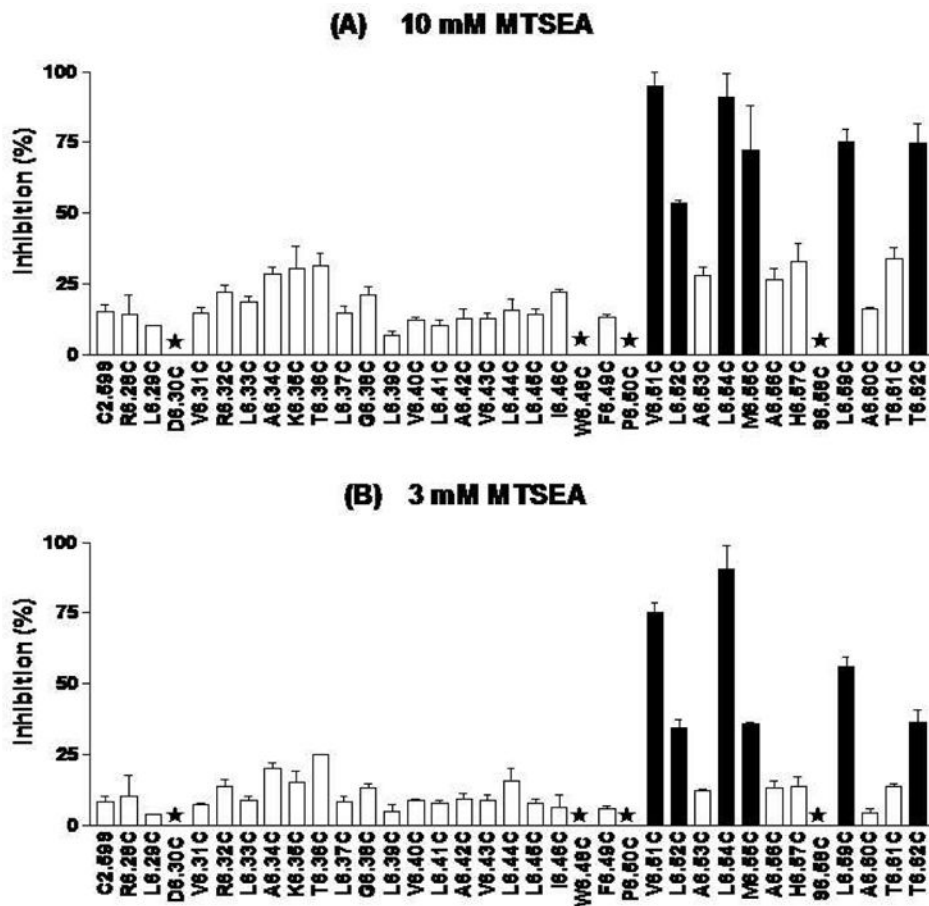 (A) 10 mM MTSEA
Inhibition (%)
100
75
50
25
0
C2.59S
R6.28C
L6.29C
D6.30C
V6.31C
R6.32C
L6.33C
A6.34C
K6.35C
T6.36C
L6.37C
G6.38C
L6.39C
V6.40C
L6.41C
A6.42C
V6.43C
L6.44C
L6.45C
I6.46C
W6.48C
F6.49C
P6.50C
V6.51C
L6.52C
A6.53C
L6.54C
M6.55C
A6.56C
H6.57C
S6.58C
L6.59C
A6.60C
T6.61C
T6.62C
(B) 3 mM MTSEA
Inhibition (%)
100
75
50
25
0
C2.59S
R6.28C
L6.29C
D6.30C
V6.31C
R6.32C
L6.33C
A6.34C
K6.35C
T6.36C
L6.37C
G6.38C
L6.39C
V6.40C
L6.41C
A6.42C
V6.43C
L6.44C
L6.45C
I6.46C
W6.48C
F6.49C
P6.50C
V6.51C
L6.52C
A6.53C
L6.54C
M6.55C
A6.56C
H6.57C
S6.58C
L6.59C
A6.60C
T6.61C
T6.62C